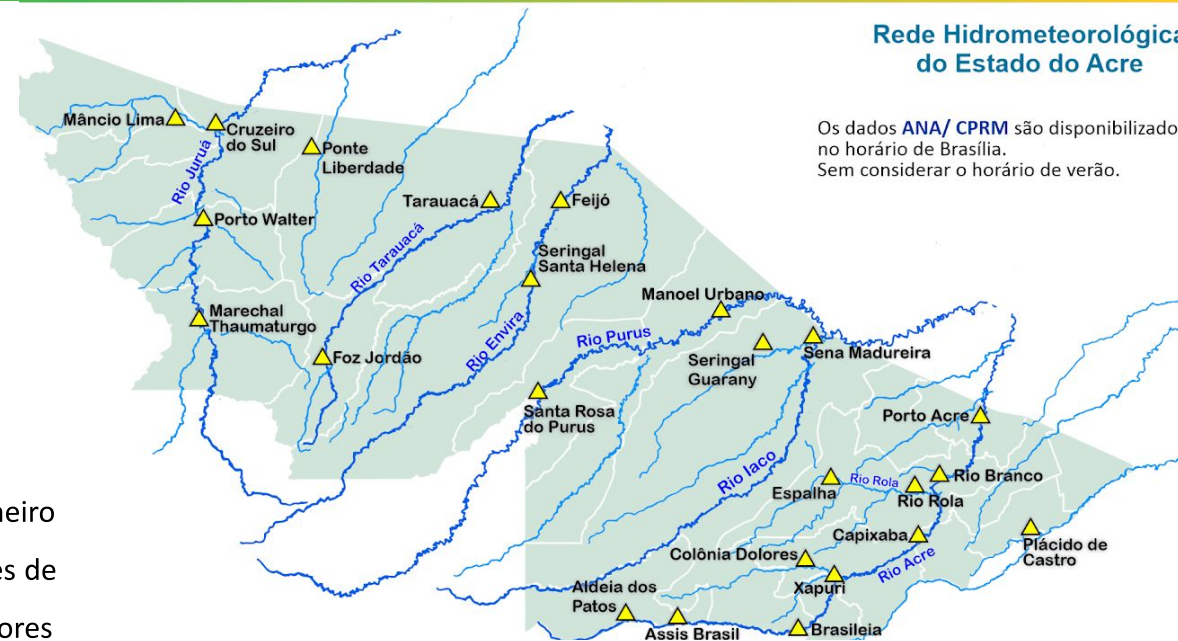 Rede Hidrometeorológica
do Estado do Acre
Os dados ANA/ CPRM são disponibilizado
no horário de Brasília.
Sem considerar o horário de verão.
Mâncio Lima
Cruzeiro
do Sul
Ponte
Liberdade
Rio Juruá
Porto Walter
Tarauacá
Feijó
Rio Tarauacá
Seringal
Santa Helena
Marechal
Thaumaturgo
Foz Jordão
Rio Envira
Manoel Urbano
Rio Purus
Seringal
Guarany
Sena Madureira
Santa Rosa
do Purus
Porto Acre
Rio Iaco
Espalha
Rio Rola
Rio Branco
Rio Rola
Capixaba
Plácido de
Castro
Colônia Dolores
Rio Acre
Xapuri
Aldeia dos
Patos
Assis Brasil
Brasileia
neiro
es de
ores